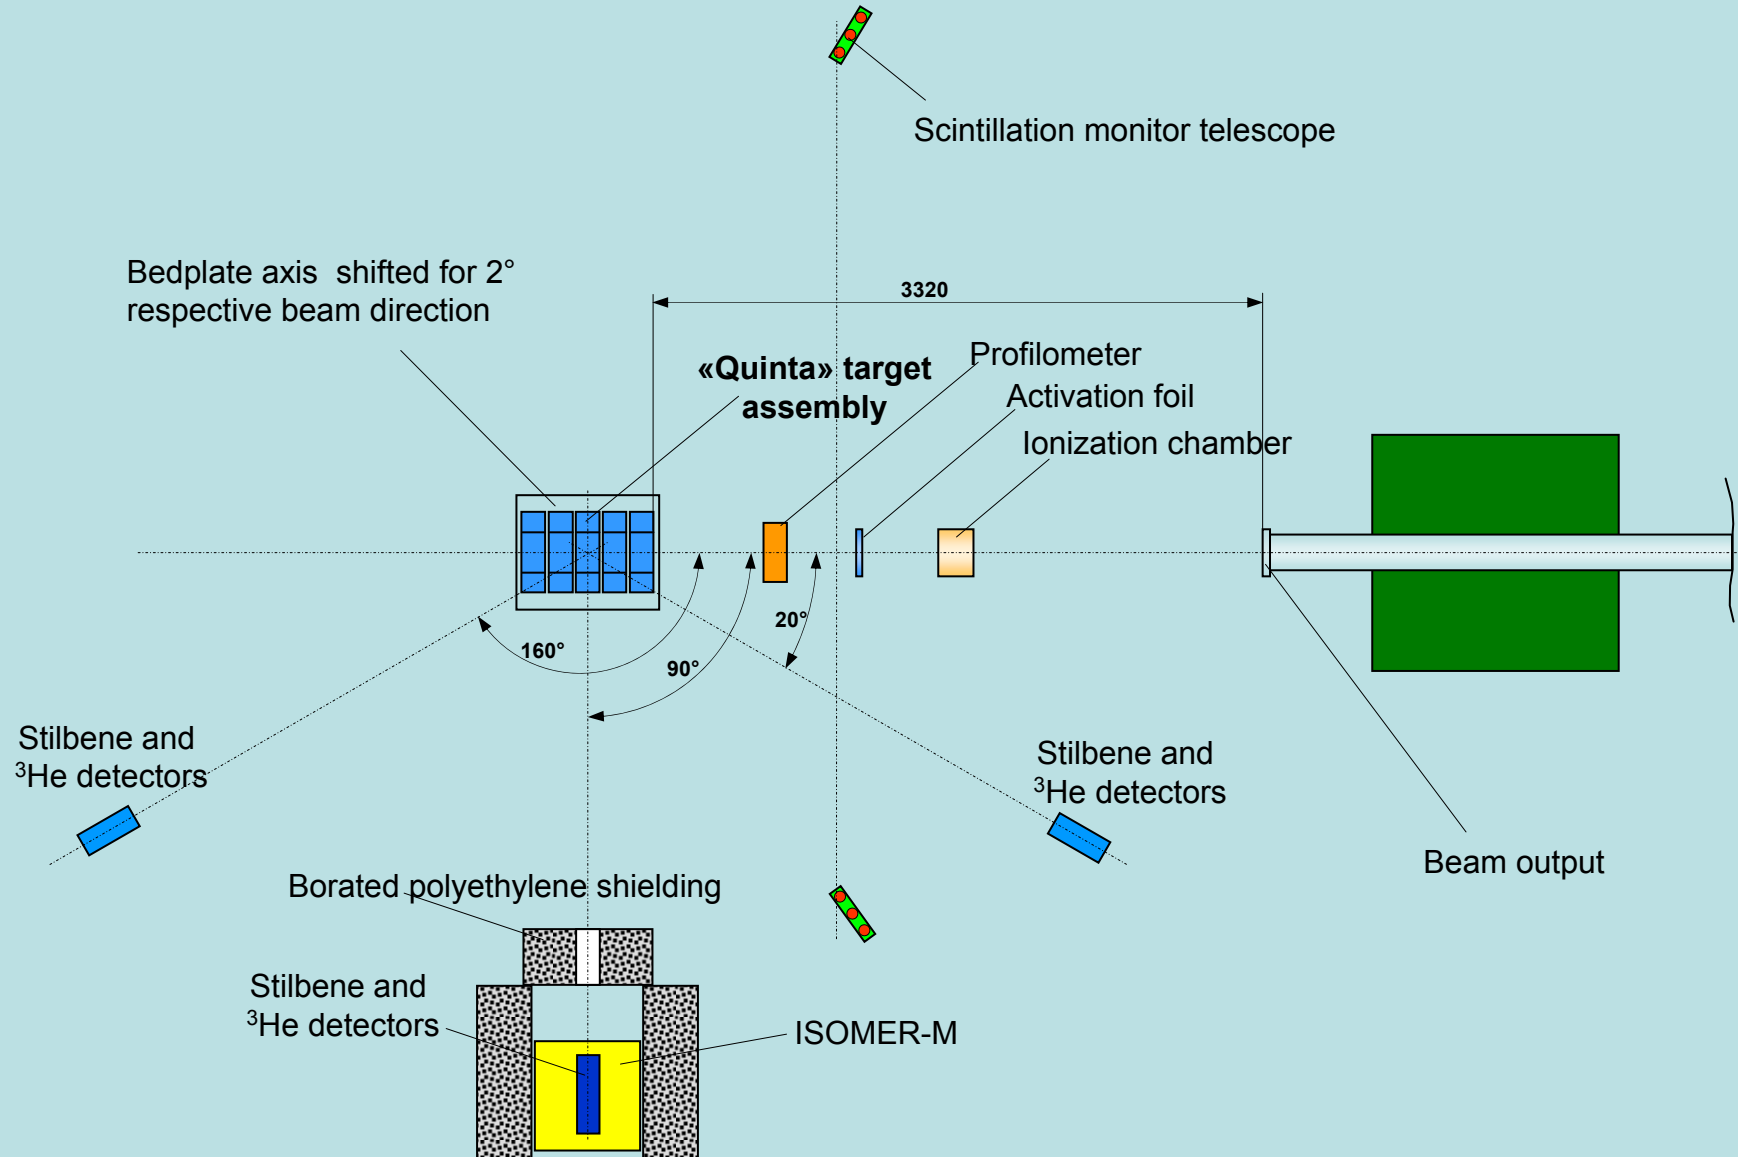 Scintillation monitor telescope
Bedplate axis shifted for 2°
respective beam direction
3320
«Quinta» target
assembly
Profilometer
Activation foil
Ionization chamber
20°
160°
90°
Stilbene and
³He detectors
Stilbene and
³He detectors
Beam output
Borated polyethylene shielding
Stilbene and
³He detectors
ISOMER-M